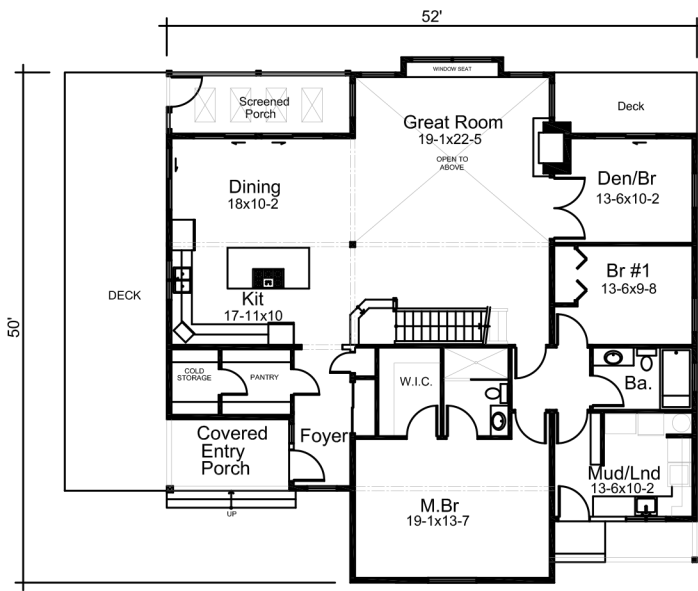 52'
WINDOW SEAT
Screened
Porch
Deck
Great Room
19-1x22-5
OPEN TO
ABOVE
Den/Br
13-6x10-2
Dining
18x10-2
Br #1
13-6x9-8
DECK
Kit
17-11x10
50'
COLD
STORAGE
PANTRY
W.I.C.
Ba.
Covered
Entry
Porch
Foyer
Mud/Lnd
13-6x10-2
M.Br
19-1x13-7
UP